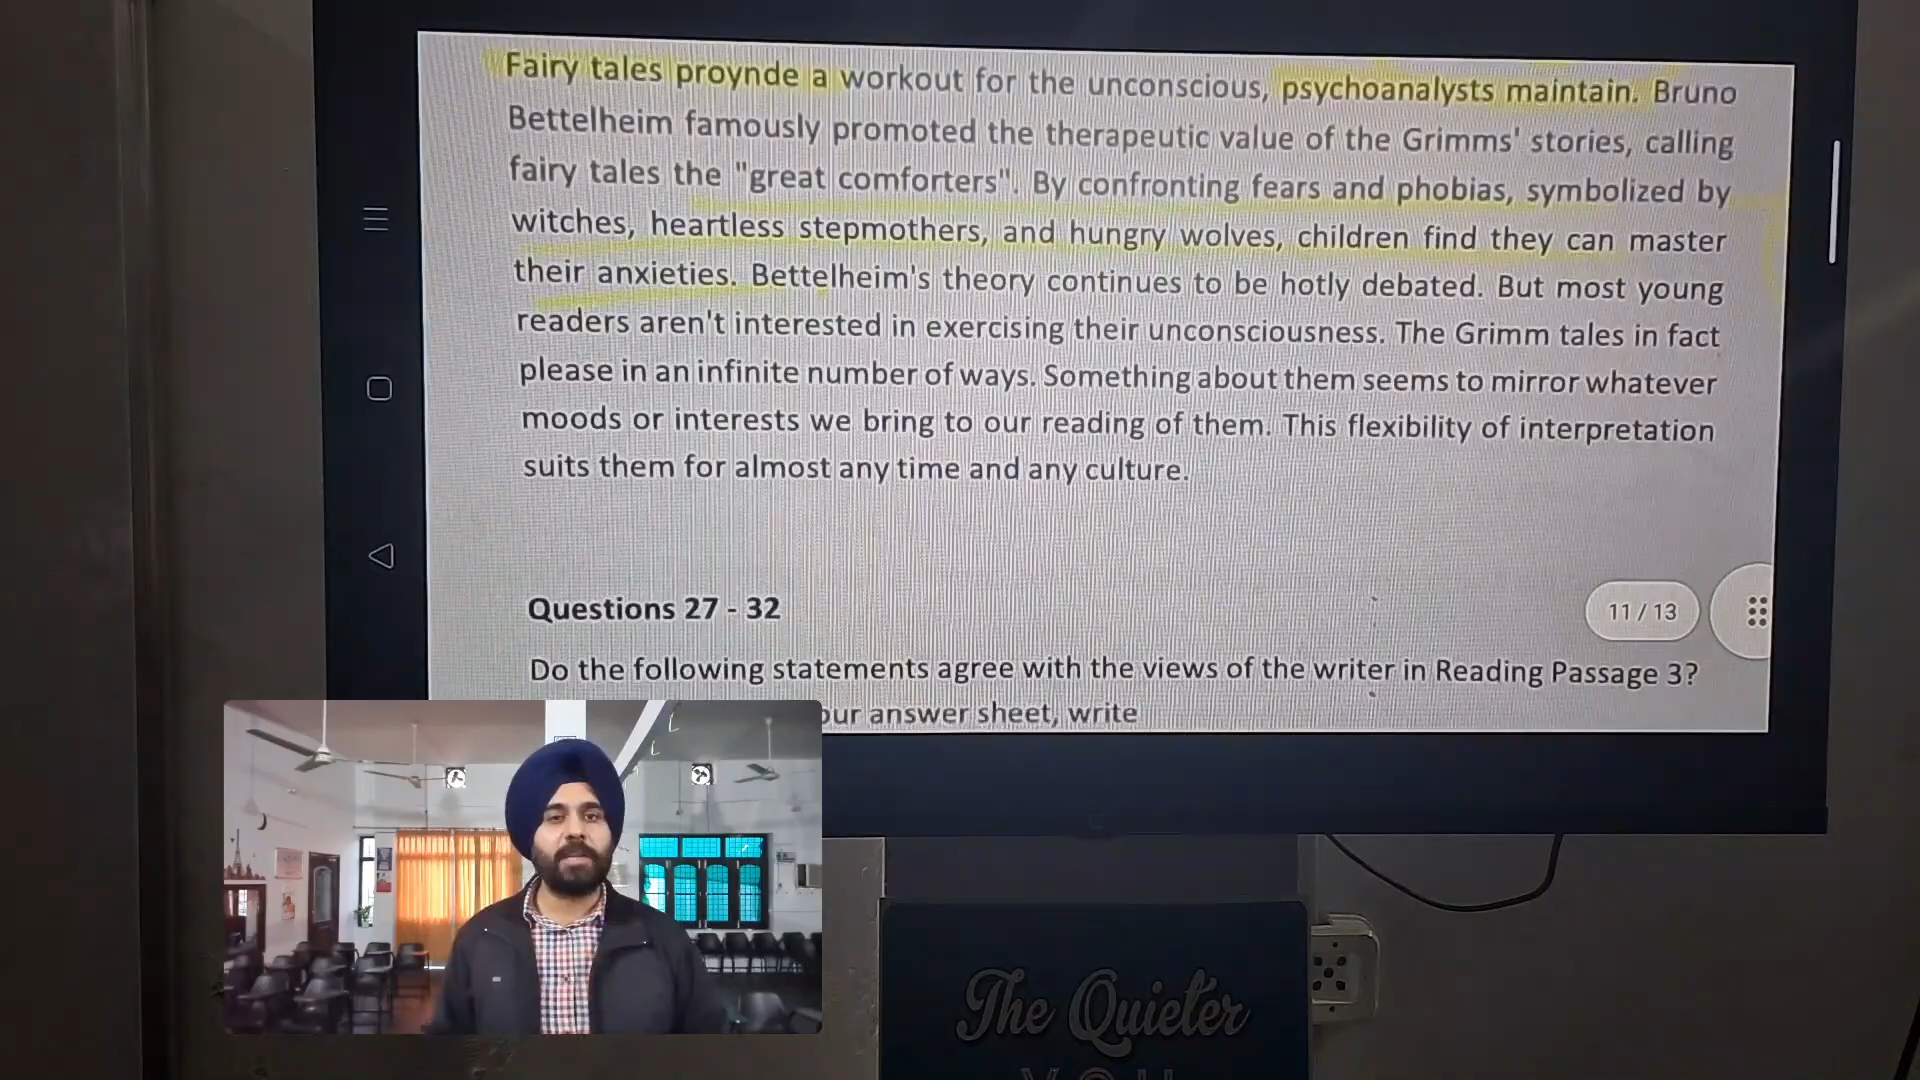 Fairy tales proynde a workout for the unconscious, psychoanalysts maintain. Bruno
Bettelheim famously promoted the therapeutic value of the Grimms' stories, calling
fairy tales the "great comforters". By confronting fears and phobias, symbolized by
witches, heartless stepmothers, and hungry wolves, children find they can master
their anxieties. Bettelheim's theory continues to be hotly debated. But most young
readers aren't interested in exercising their unconsciousness. The Grimm tales in fact
please in an infinite number of ways. Something about them seems to mirror whatever
moods or interests we bring to our reading of them. This flexibility of interpretation
suits them for almost any time and any culture.
11 / 13
Questions 27 - 32
Do the following statements agree with the views of the writer in Reading Passage 3?
answer sheet, write
The Quieter